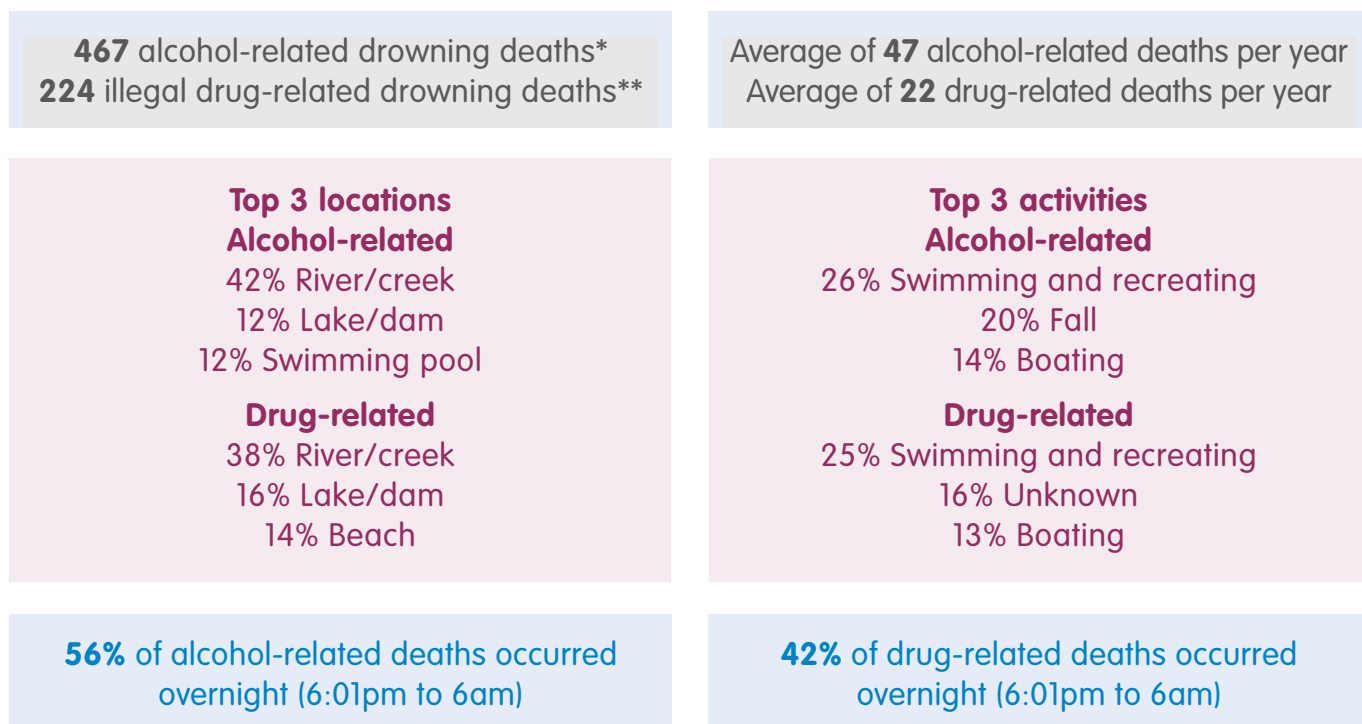 467 alcohol-related drowning deaths*
224 illegal drug-related drowning deaths**
Average of 47 alcohol-related deaths per year
Average of 22 drug-related deaths per year
Top 3 locations
Alcohol-related
42% River/creek
12% Lake/dam
12% Swimming pool
Drug-related
38% River/creek
16% Lake/dam
14% Beach
Top 3 activities
Alcohol-related
26% Swimming and recreating
20% Fall
14% Boating
Drug-related
25% Swimming and recreating
16% Unknown
13% Boating
56% of alcohol-related deaths occurred
overnight (6:01pm to 6am)
42% of drug-related deaths occurred
overnight (6:01pm to 6am)